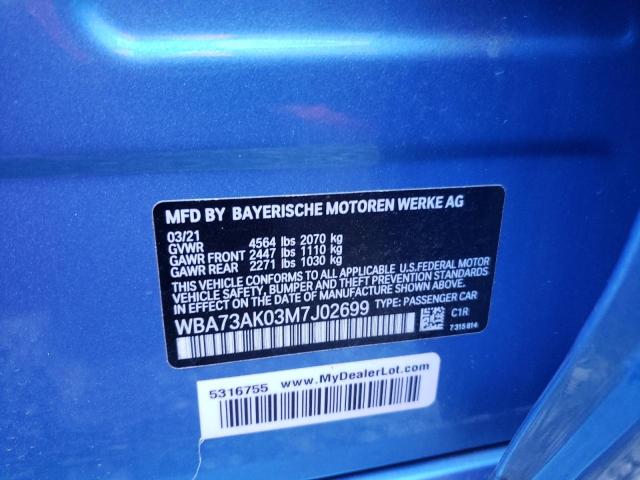 MFD BY BAYERISCHE MOTOREN WERKE AG
03/21
GVWR 4564 lbs 2070 kg
GAWR FRONT 2447 lbs 1110 kg
GAWR REAR 2271 lbs 1030 kg
THIS VEHICLE CONFORMS TO ALL APPLICABLE U.S.FEDERAL MOTOR
VEHICLE SAFETY, BUMPER AND THEFT PREVENTION STANDARDS
IN EFFECT ON THE DATE OF MANUFACTURE SHOWN ABOVE.
WBA73AK03M7J02699 TYPE: PASSENGER CAR
C1R
7315814
5316755 www.MyDealerLot.com